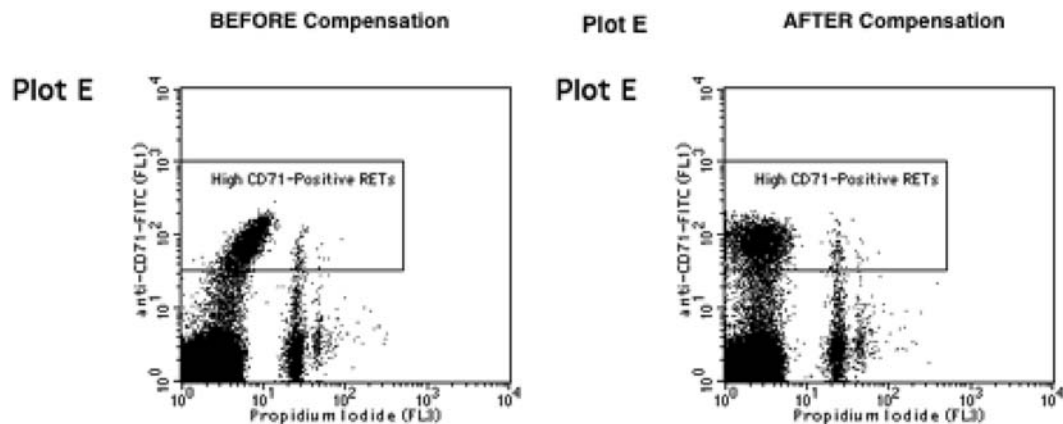 BEFORE Compensation
Plot E
AFTER Compensation
Plot E
10^4
10^3
10^2
10^1
10^0
anti-CD71-FITC (FL1)
High CD71-Positive RETs
10^0
10^1
10^2
10^3
10^4
Propidium Iodide (FL3)
Plot E
10^4
10^3
10^2
10^1
10^0
anti-CD71-FITC (FL1)
High CD71-Positive RETs
10^0
10^1
10^2
10^3
10^4
Propidium Iodide (FL3)